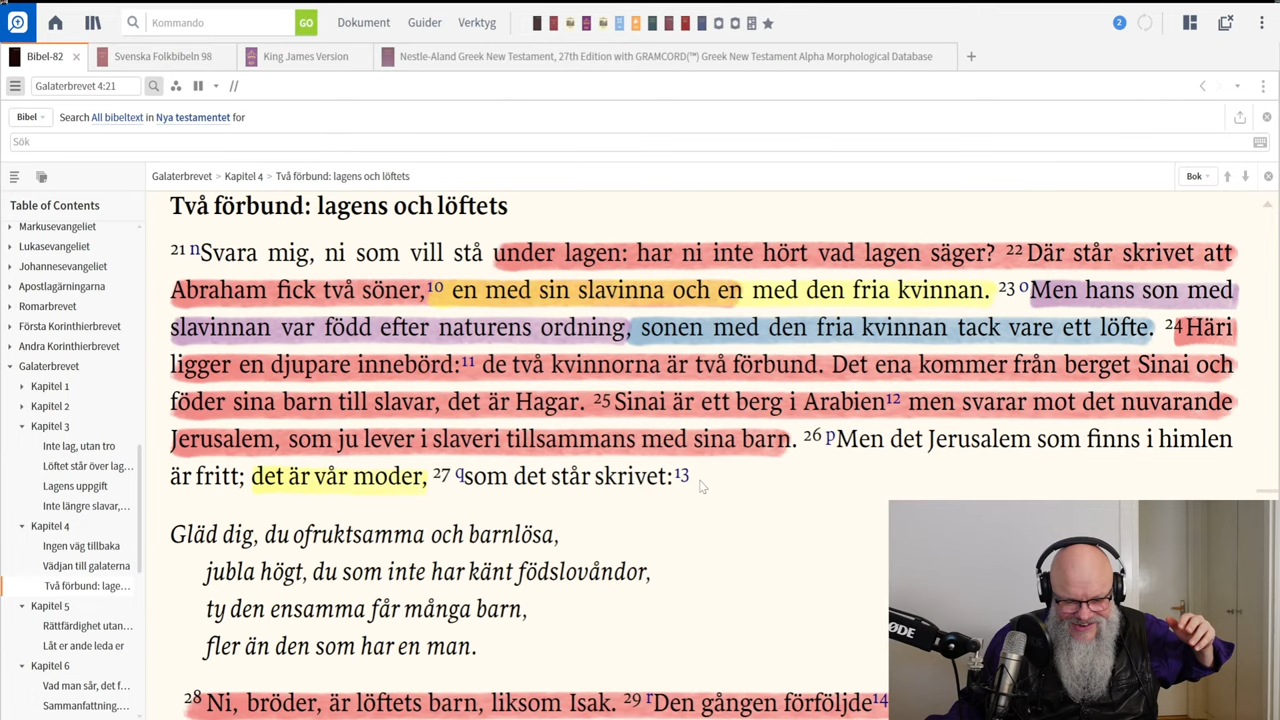 Kommando
GO
Dokument
Guider
Verktyg
2
Bibel-82
Svenska Folkbibeln 98
King James Version
Nestle-Aland Greek New Testament, 27th Edition with GRAMCORD(™) Greek New Testament Alpha Morphological Database
Galaterbrevet 4:21
Bibel
Search All bibeltext in Nya testamentet for
Sök
Galaterbrevet > Kapitel 4 > Två förbund: lagens och löftets
Bok
Table of Contents
Markusevangeliet
Lukasevangeliet
Johannesevangeliet
Apostlagärningarna
Romarbrevet
Första Korinthierbrevet
Andra Korinthierbrevet
Galaterbrevet
Kapitel 1
Kapitel 2
Kapitel 3
Inte lag, utan tro
Löftet står över lag...
Lagens uppgift
Inte längre slavar,...
Kapitel 4
Ingen väg tillbaka
Vädjan till galaterna
Två förbund: lage...
Kapitel 5
Rättfärdighet utan...
Låt er ande leda er
Kapitel 6
Vad man sår, det f...
Sammanfattning....
Två förbund: lagens och löftets
21 nSvara mig, ni som vill stå under lagen: har ni inte hört vad lagen säger? 22 Där står skrivet att
Abraham fick två söner,10 en med sin slavinna och en med den fria kvinnan. 23 oMen hans son med
slavinnan var född efter naturens ordning, sonen med den fria kvinnan tack vare ett löfte. 24 Häri
ligger en djupare innebörd:11 de två kvinnorna är två förbund. Det ena kommer från berget Sinai och
föder sina barn till slavar, det är Hagar. 25 Sinai är ett berg i Arabien12 men svarar mot det nuvarande
Jerusalem, som ju lever i slaveri tillsammans med sina barn. 26 pMen det Jerusalem som finns i himlen
är fritt; det är vår moder, 27 qsom det står skrivet:13
Gläd dig, du ofruktsamma och barnlösa,
jubla högt, du som inte har känt födslovåndor,
ty den ensamma får många barn,
fler än den som har en man.
28 Ni, bröder, är löftets barn, liksom Isak. 29 rDen gången förföljde14
RØDE